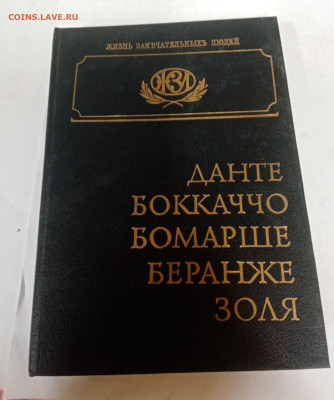 COINS.LAVE.RU
ЖИЗНЬ ЗАМѢЧАТЕЛЬНЫХЪ ЛЮДЕЙ
ЖЗЛ
ДАНТЕ
БОККАЧЧО
БОМАРШЕ
БЕРАНЖЕ
ЗОЛЯ